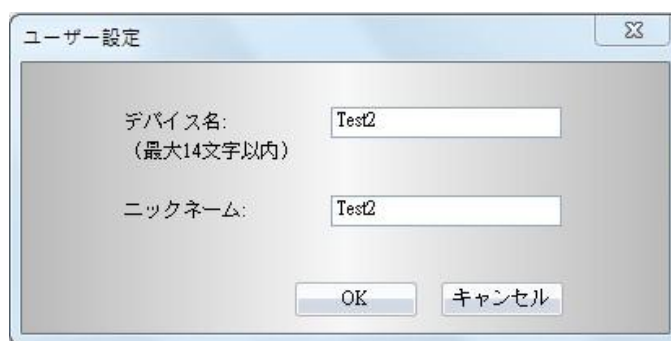 ユーザー設定
デバイス名: Test2
(最大14文字以内)
ニックネーム: Test2
OK キャンセル